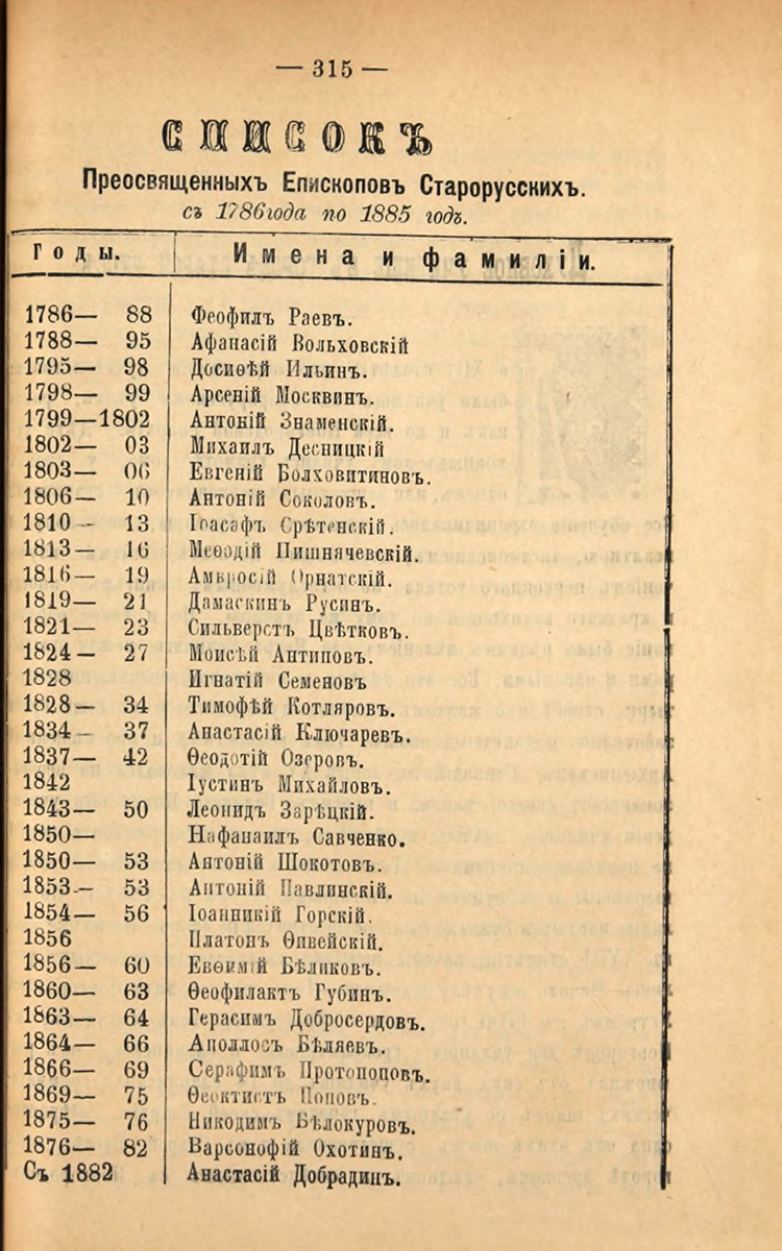 — 315 —
СПИСОКЪ
Преосвященныхъ Епископовъ Старорусскихъ.
съ 1786года по 1885 годъ.
Годы. Имена и фамиліи.
1786— 88 Феофилъ Раевъ.
1788— 95 Афанасій Вольховскій
1795— 98 Досиѳѣй Ильинъ.
1798— 99 Арсеній Москвинъ.
1799—1802 Антоній Знаменскій.
1802— 03 Михаилъ Десницкій
1803— 06 Евгеній Болховитиновъ.
1806— 10 Антоній Соколовъ.
1810 - 13 Іоасафъ Срѣтенскій.
1813— 16 Меѳодій Пишнячевскій.
1816— 19 Амвросій Орнатскій.
1819— 21 Дамаскинъ Русинъ.
1821— 23 Сильверстъ Цвѣтковъ.
1824— 27 Моисѣй Антиповъ.
1828 Игнатій Семеновъ
1828— 34 Тимофѣй Котляровъ.
1834— 37 Анастасій Ключаревъ.
1837— 42 Ѳеодотій Озеровъ.
1842 Іустинъ Михайловъ.
1843— 50 Леонидъ Зарѣцкій.
1850— Нафанаилъ Савченко.
1850— 53 Антоній Шокотовъ.
1853— 53 Антоній Павлинскій.
1854— 56 Іоанникій Горскій.
1856 Платонъ Ѳивейскій.
1856— 60 Евѳимій Бѣликовъ.
1860— 63 Ѳеофилактъ Губинъ.
1863— 64 Герасимъ Добросердовъ.
1864— 66 Аполлосъ Бѣляевъ.
1866— 69 Серафимъ Протопоповъ.
1869— 75 Ѳеоктистъ Поповъ.
1875— 76 Никодимъ Бѣлокуровъ.
1876— 82 Варсонофій Охотинъ.
Съ 1882 Анастасій Добрадинъ.